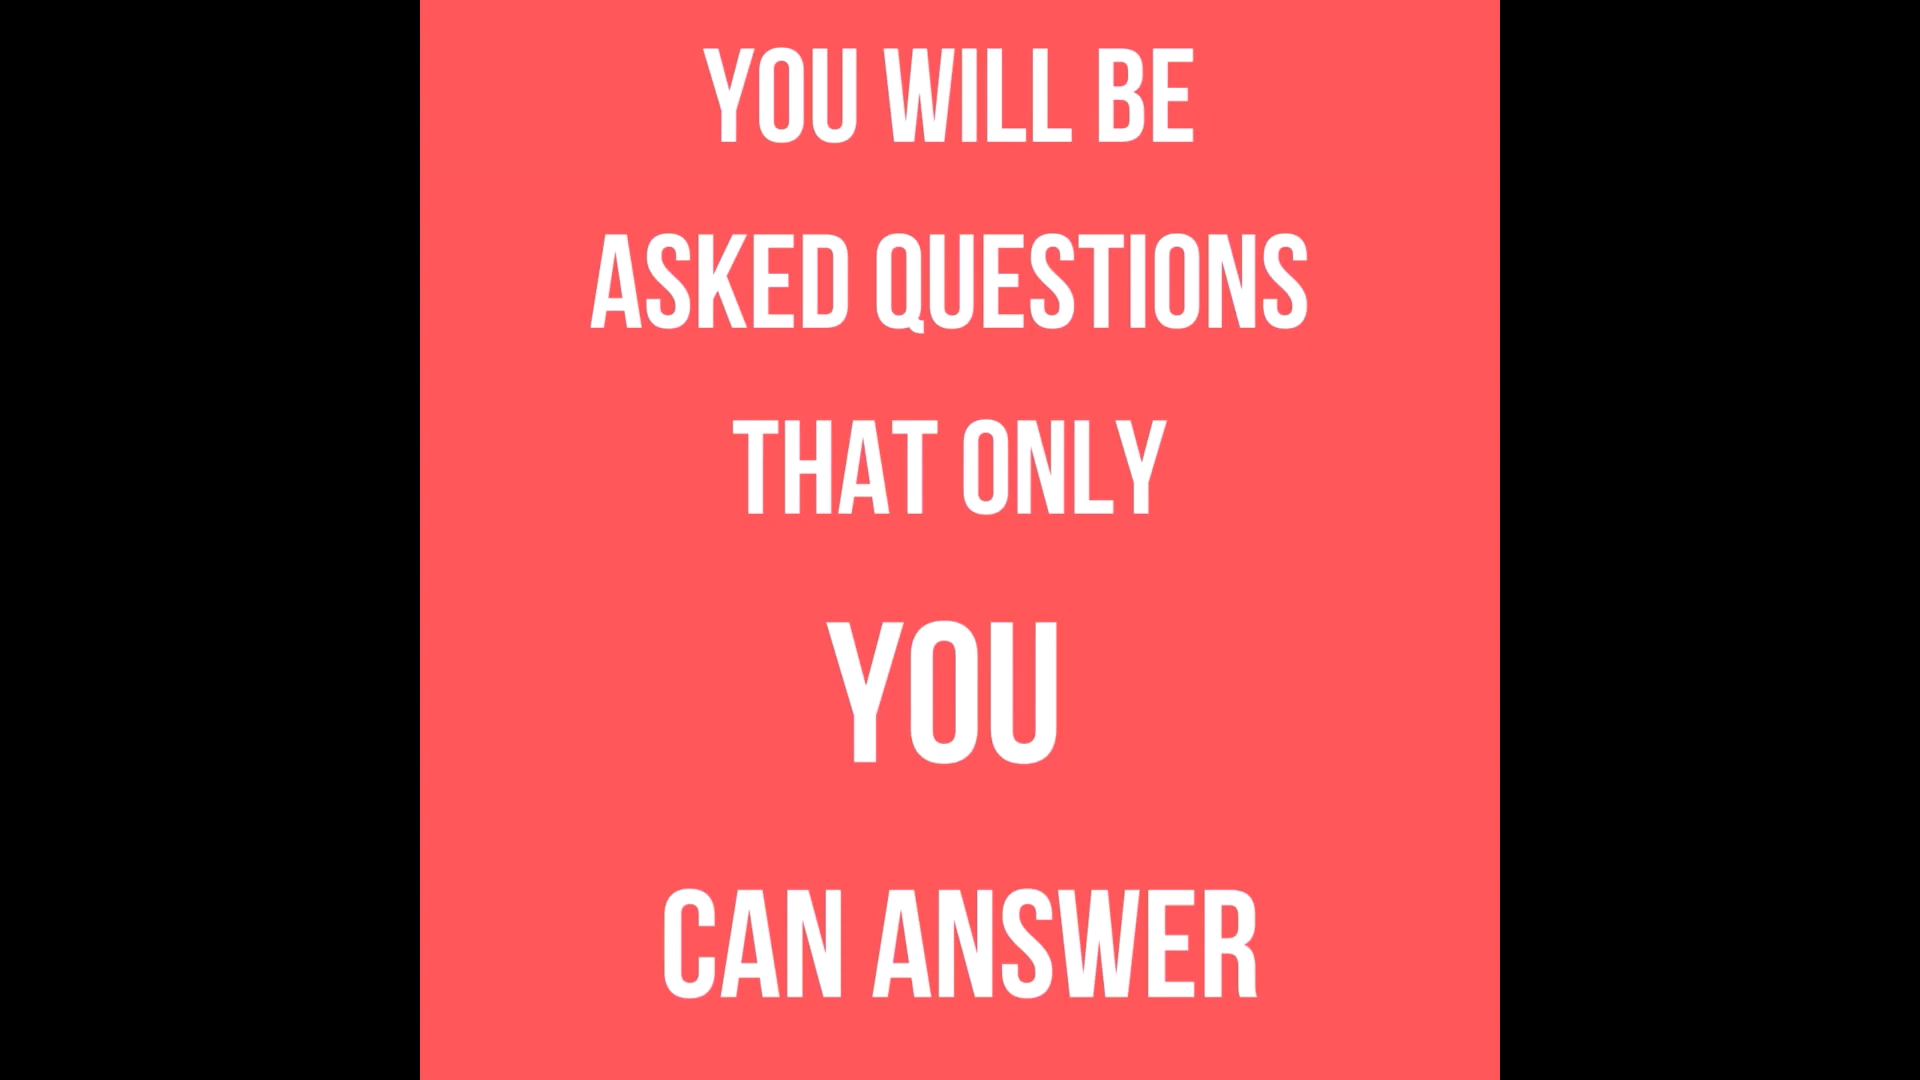 YOU WILL BE
ASKED QUESTIONS
THAT ONLY
YOU
CAN ANSWER